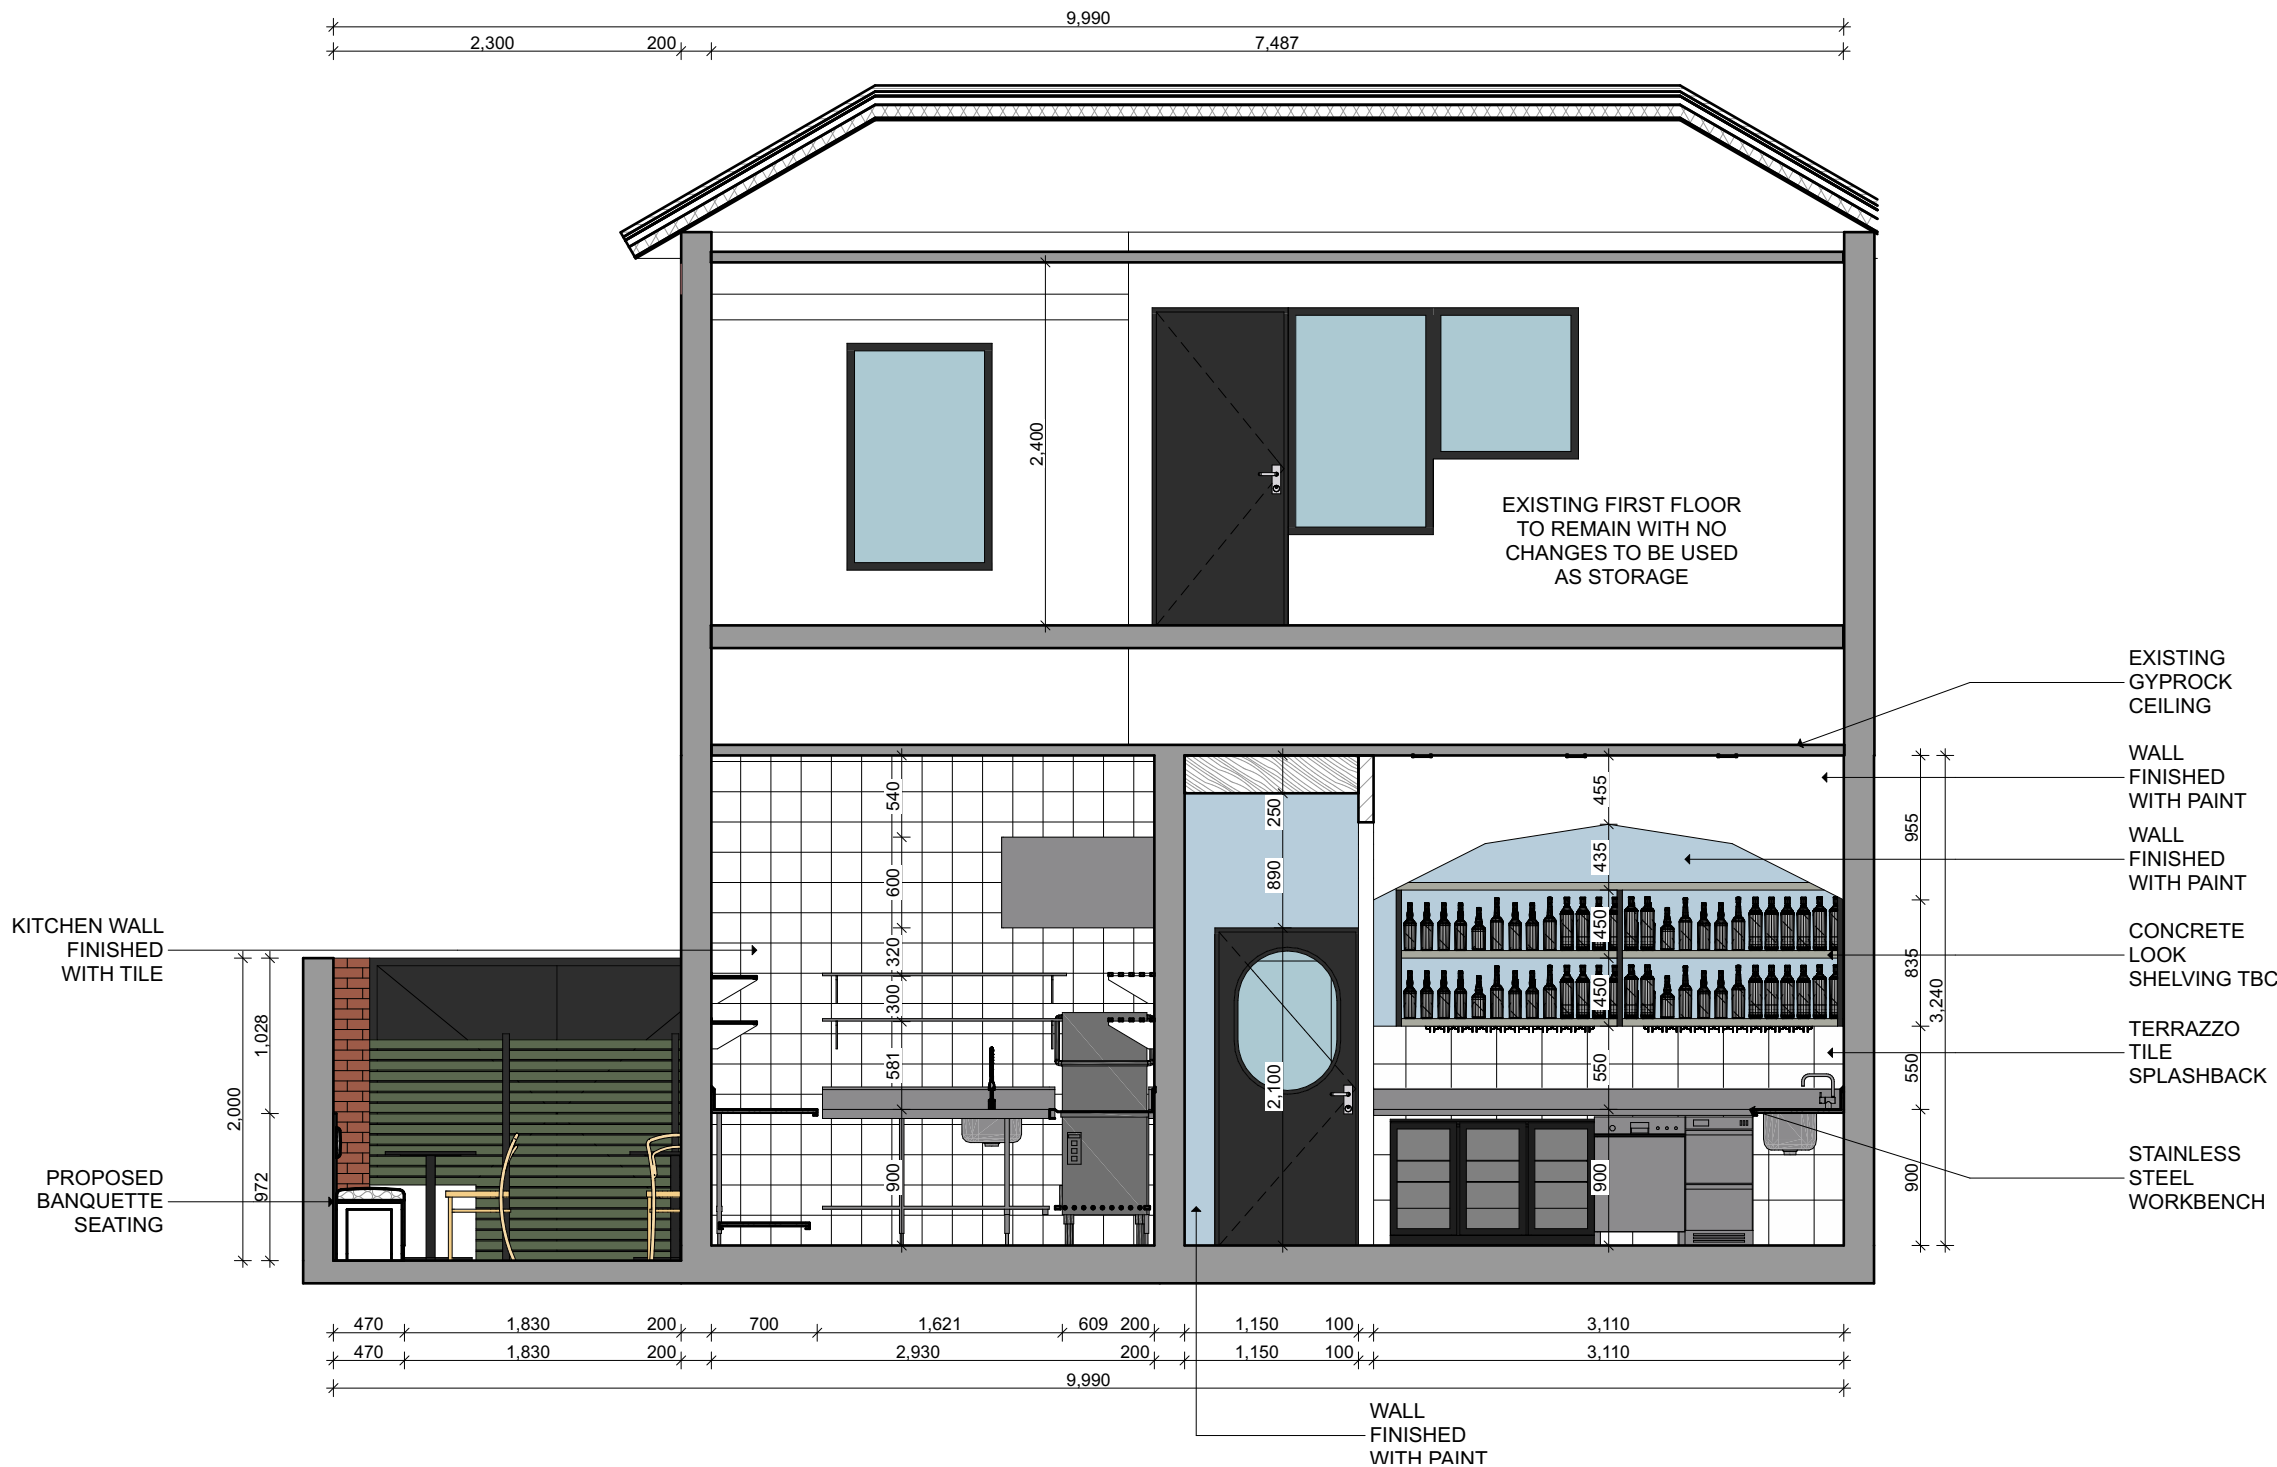 9,990
2,300
200
7,487
2,400
EXISTING FIRST FLOOR
TO REMAIN WITH NO
CHANGES TO BE USED
AS STORAGE
EXISTING
GYPROCK
CEILING
WALL
FINISHED
WITH PAINT
WALL
FINISHED
WITH PAINT
CONCRETE
LOOK
SHELVING TBC
TERRAZZO
TILE
SPLASHBACK
STAINLESS
STEEL
WORKBENCH
KITCHEN WALL
FINISHED
WITH TILE
PROPOSED
BANQUETTE
SEATING
2,000
1,028
972
540
600
320
300
581
900
250
890
2,100
455
435
450
450
550
900
955
835
550
900
3,240
470
1,830
200
700
1,621
609
200
1,150
100
3,110
470
1,830
200
2,930
200
1,150
100
3,110
9,990
WALL
FINISHED
WITH PAINT